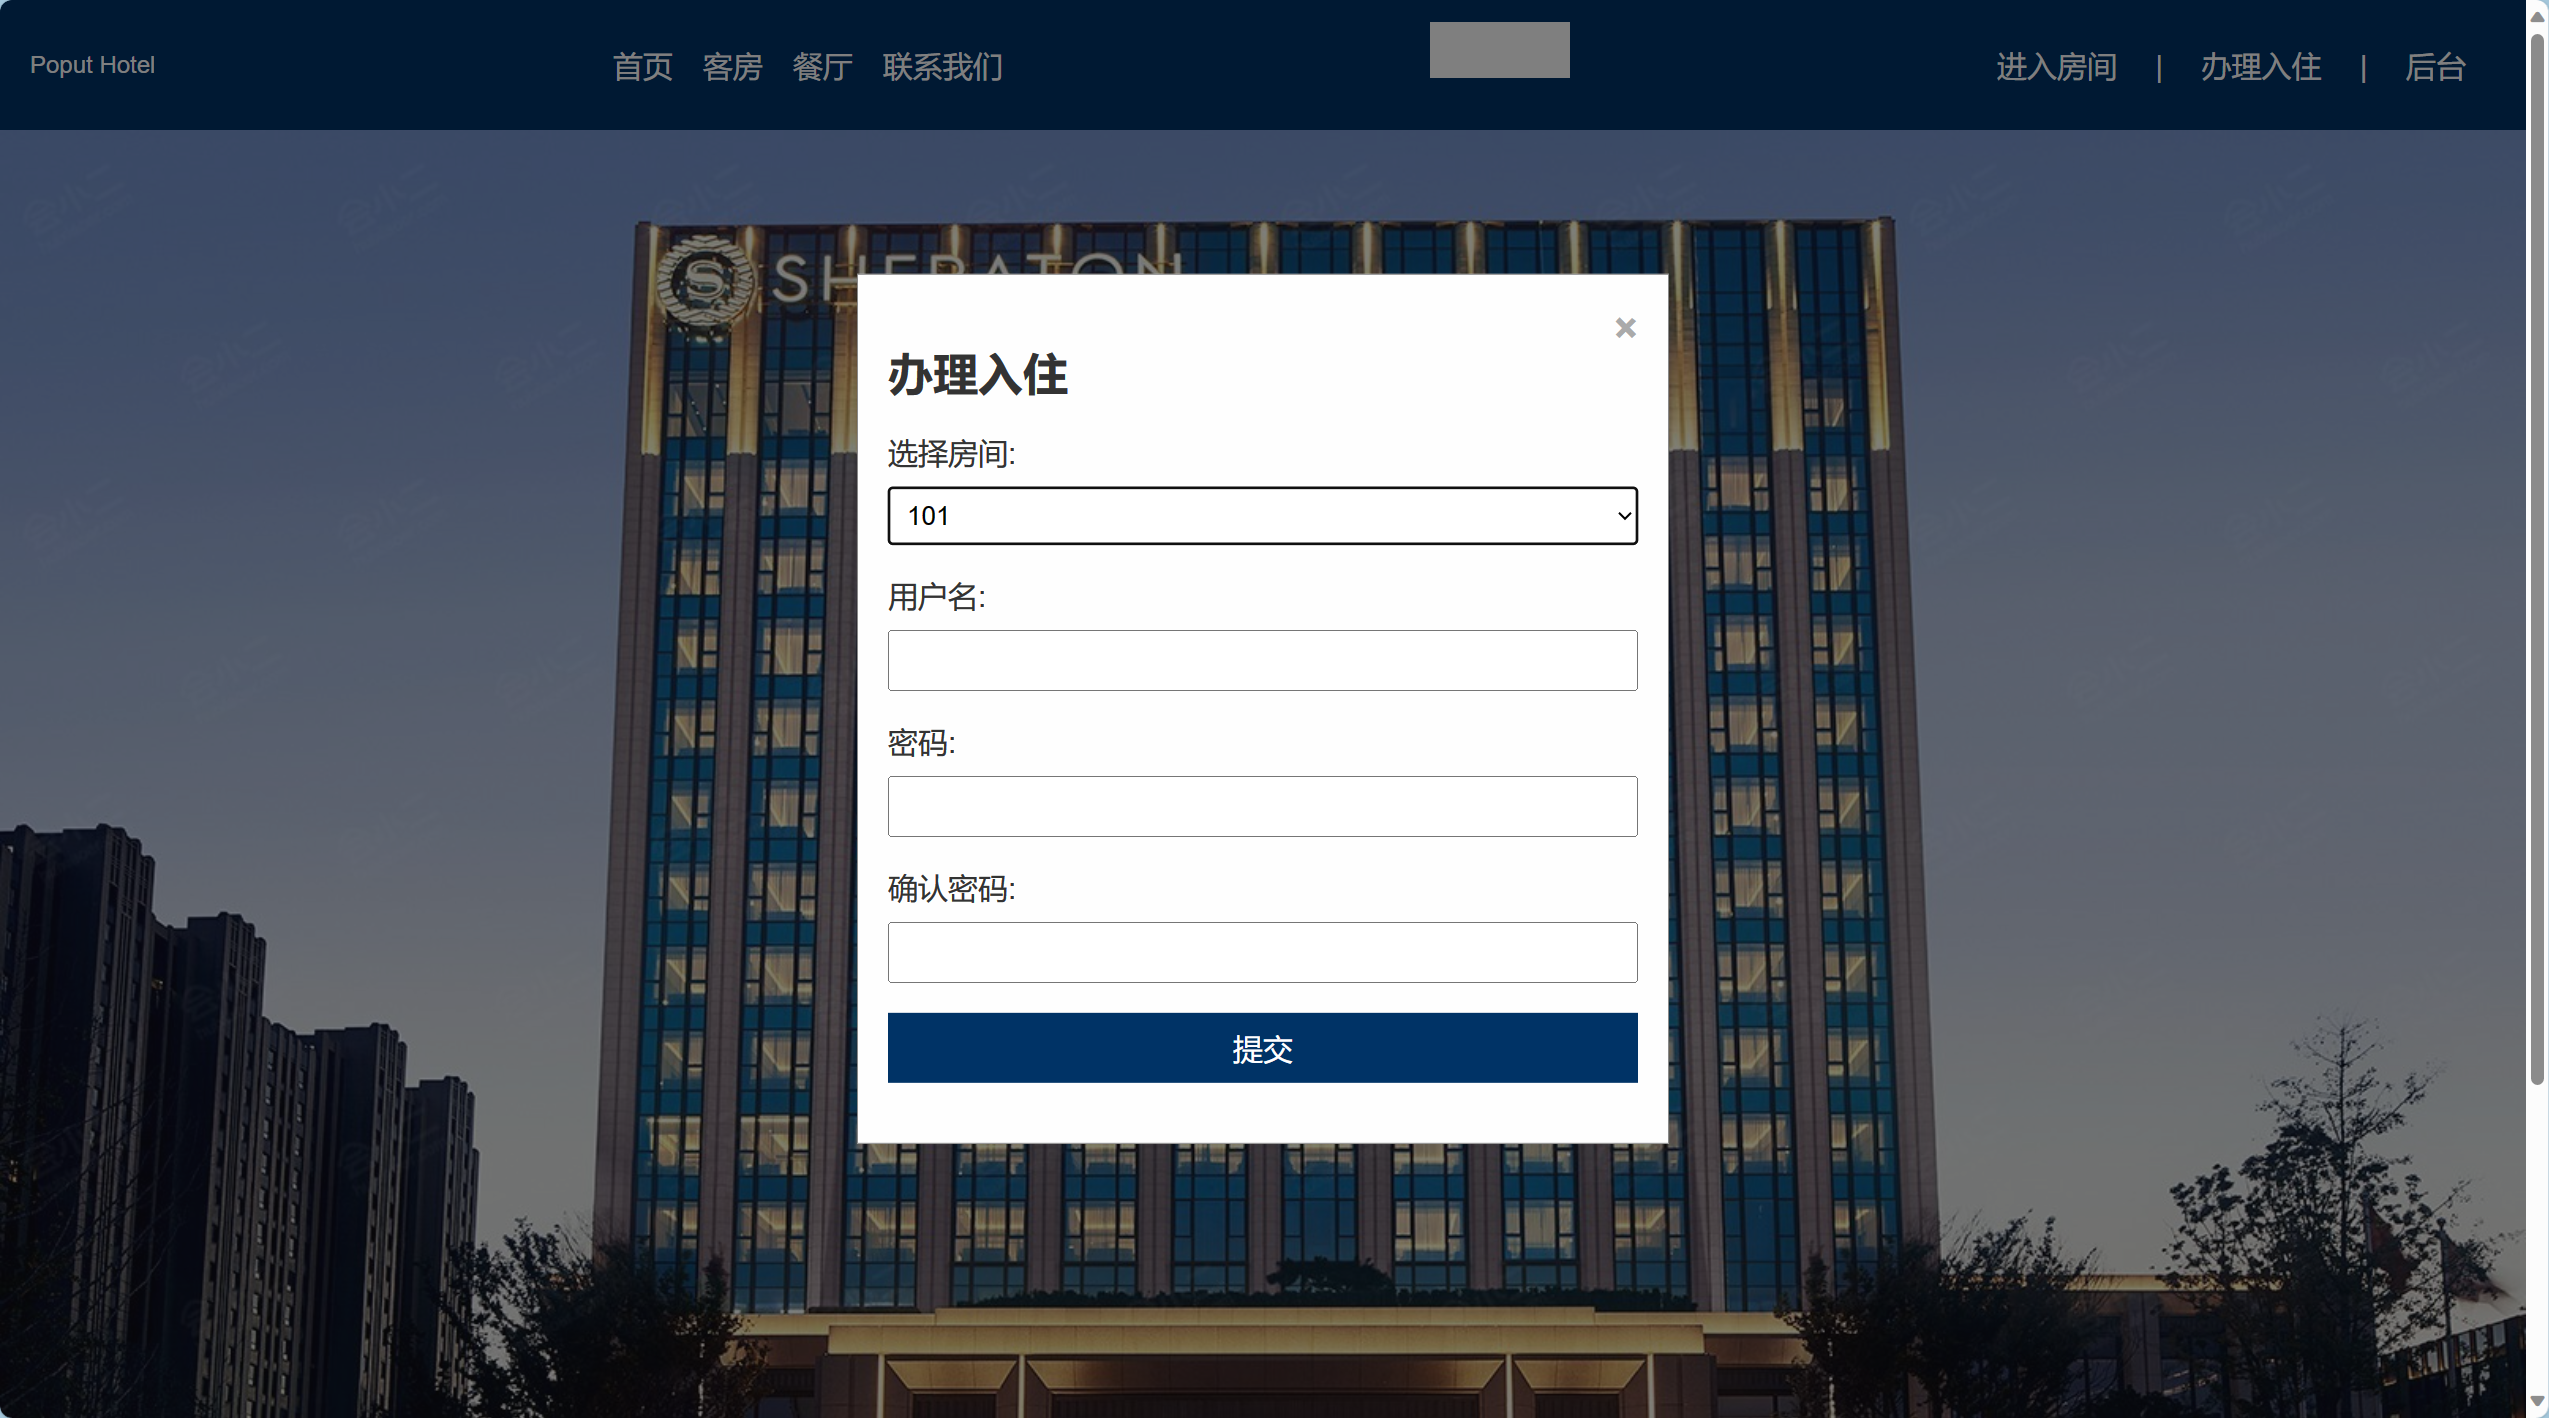 Poput Hotel
首页 客房 餐厅 联系我们
进入房间 | 办理入住 | 后台
SHERATON
×
办理入住
选择房间:
101
用户名:
密码:
确认密码:
提交